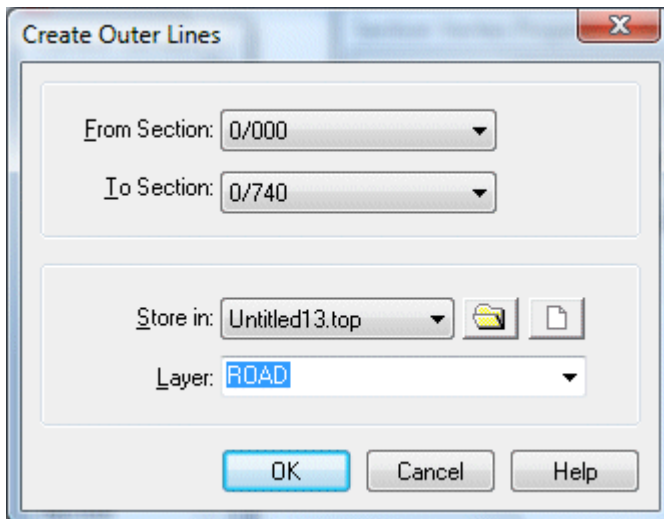 Create Outer Lines
From Section: 0/000
To Section: 0/740
Store in: Untitled13.top
Layer: ROAD
OK Cancel Help